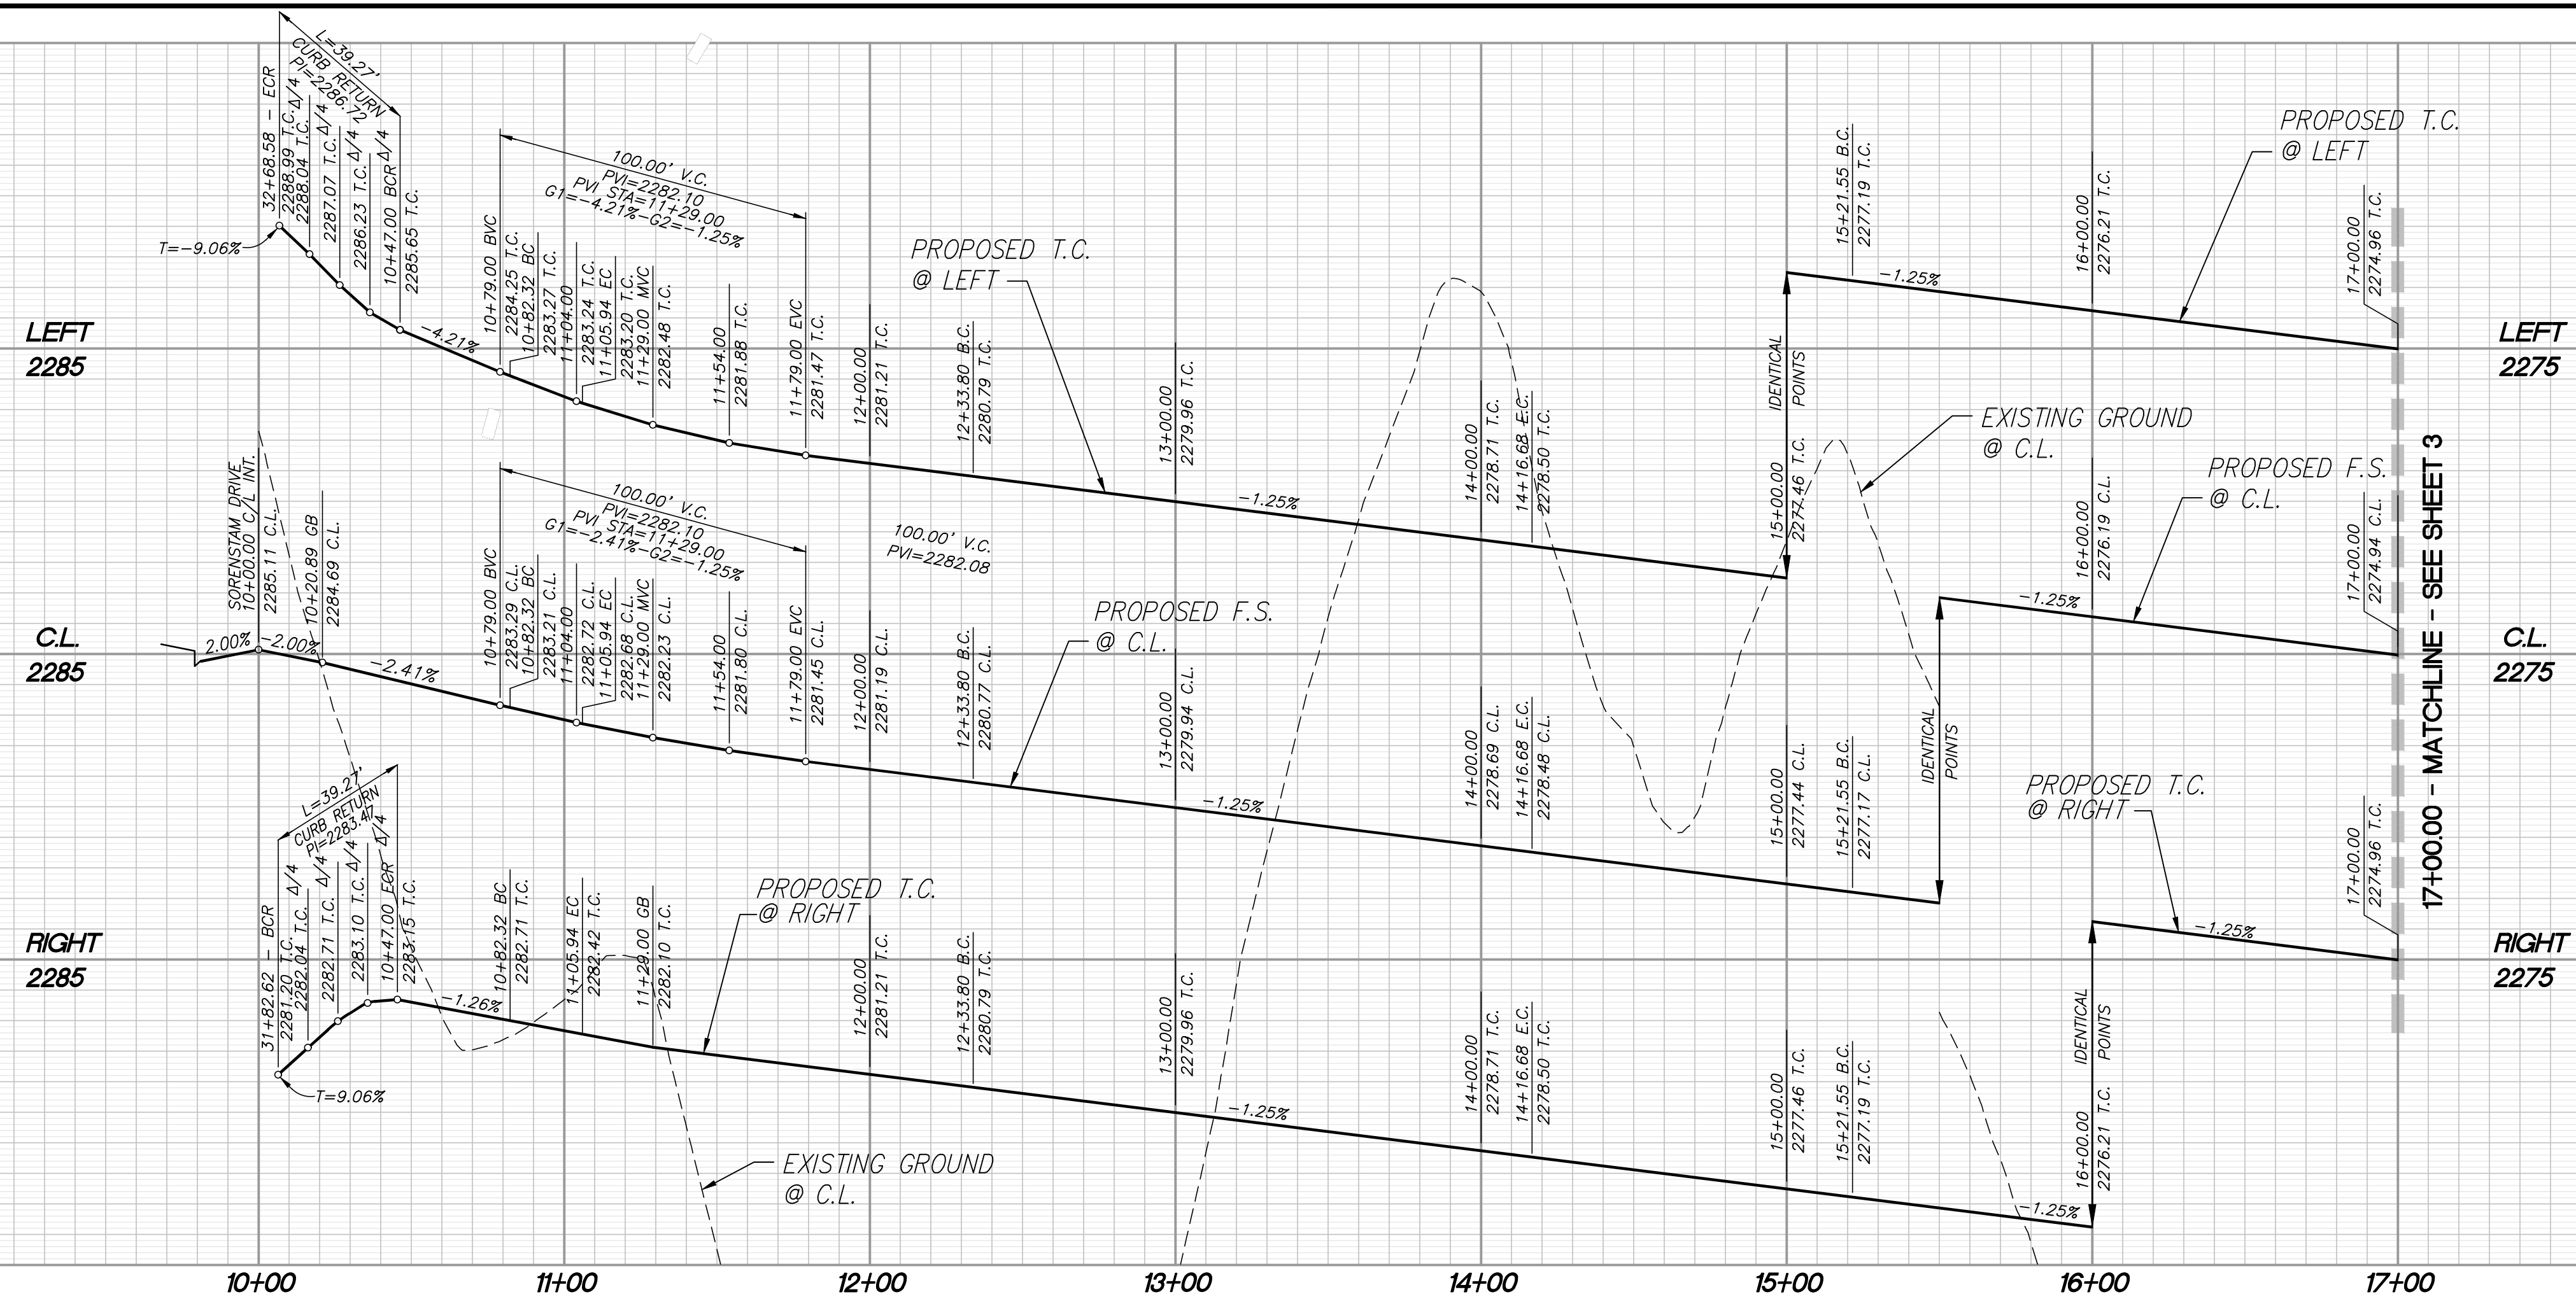 L=39.27'
CURB RETURN
PI=2286.72
32+68.58 - ECR
2288.99 T.C.
Δ/4
2288.04 T.C.
Δ/4
2287.07 T.C.
Δ/4
2286.23 T.C.
Δ/4
10+47.00 BCR
2285.65 T.C.
T=-9.06%
-4.21%
100.00' V.C.
PVI=2282.10
PVI STA=11+29.00
G1=-4.21%-G2=-1.25%
10+79.00 BVC
2284.25 T.C.
10+82.32 BC
2283.27 T.C.
11+04.00
2283.24 T.C.
11+05.94 EC
2283.20 T.C.
11+29.00 MVC
2282.48 T.C.
11+54.00
2281.88 T.C.
11+79.00 EVC
2281.47 T.C.
12+00.00
2281.21 T.C.
12+33.80 B.C.
2280.79 T.C.
PROPOSED T.C.
@ LEFT
13+00.00
2279.96 T.C.
-1.25%
14+00.00
2278.71 T.C.
14+16.68 E.C.
2278.50 T.C.
15+00.00
2277.46 T.C.
IDENTICAL
POINTS
15+21.55 B.C.
2277.19 T.C.
-1.25%
16+00.00
2276.21 T.C.
PROPOSED T.C.
@ LEFT
17+00.00
2274.96 T.C.
LEFT
2285
LEFT
2275
SORENSTAM DRIVE
10+00.00 C/L INT.
2285.11 C.L.
10+20.89 GB
2284.69 C.L.
2.00%
-2.00%
-2.41%
100.00' V.C.
PVI=2282.10
PVI STA=11+29.00
G1=-2.41%-G2=-1.25%
100.00' V.C.
PVI=2282.08
10+79.00 BVC
2283.29 C.L.
10+82.32 BC
2283.21 C.L.
11+04.00
2282.72 C.L.
11+05.94 EC
2282.68 C.L.
11+29.00 MVC
2282.23 C.L.
11+54.00
2281.80 C.L.
11+79.00 EVC
2281.45 C.L.
12+00.00
2281.19 C.L.
12+33.80 B.C.
2280.77 C.L.
PROPOSED F.S.
@ C.L.
13+00.00
2279.94 C.L.
-1.25%
14+00.00
2278.69 C.L.
14+16.68 E.C.
2278.48 C.L.
15+00.00
2277.44 C.L.
15+21.55 B.C.
2277.17 C.L.
IDENTICAL
POINTS
EXISTING GROUND
@ C.L.
-1.25%
16+00.00
2276.19 C.L.
PROPOSED F.S.
@ C.L.
17+00.00
2274.94 C.L.
C.L.
2285
C.L.
2275
17+00.00 - MATCHLINE - SEE SHEET 3
L=39.27'
CURB RETURN
PI=2283.47
31+82.62 - BCR
2281.20 T.C.
Δ/4
2282.04 T.C.
Δ/4
2282.71 T.C.
Δ/4
2283.10 T.C.
Δ/4
10+47.00 ECR
2283.15 T.C.
T=9.06%
-1.26%
10+82.32 BC
2282.71 T.C.
11+05.94 EC
2282.42 T.C.
11+29.00 GB
2282.10 T.C.
PROPOSED T.C.
@ RIGHT
EXISTING GROUND
@ C.L.
12+00.00
2281.21 T.C.
12+33.80 B.C.
2280.79 T.C.
13+00.00
2279.96 T.C.
-1.25%
14+00.00
2278.71 T.C.
14+16.68 E.C.
2278.50 T.C.
15+00.00
2277.46 T.C.
15+21.55 B.C.
2277.19 T.C.
-1.25%
16+00.00
2276.21 T.C.
IDENTICAL
POINTS
PROPOSED T.C.
@ RIGHT
-1.25%
17+00.00
2274.96 T.C.
RIGHT
2285
RIGHT
2275
10+00
11+00
12+00
13+00
14+00
15+00
16+00
17+00